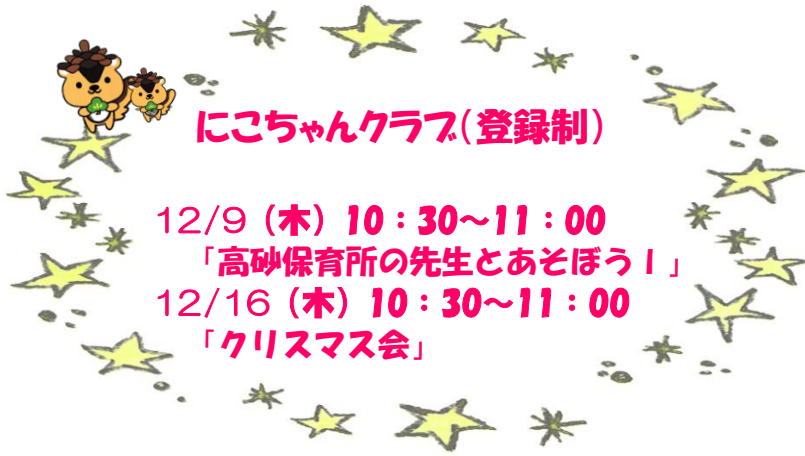 にこちゃんクラブ(登録制)
12/9（木）10：30～11：00
「高砂保育所の先生とあそぼう！」
12/16（木）10：30～11：00
「クリスマス会」